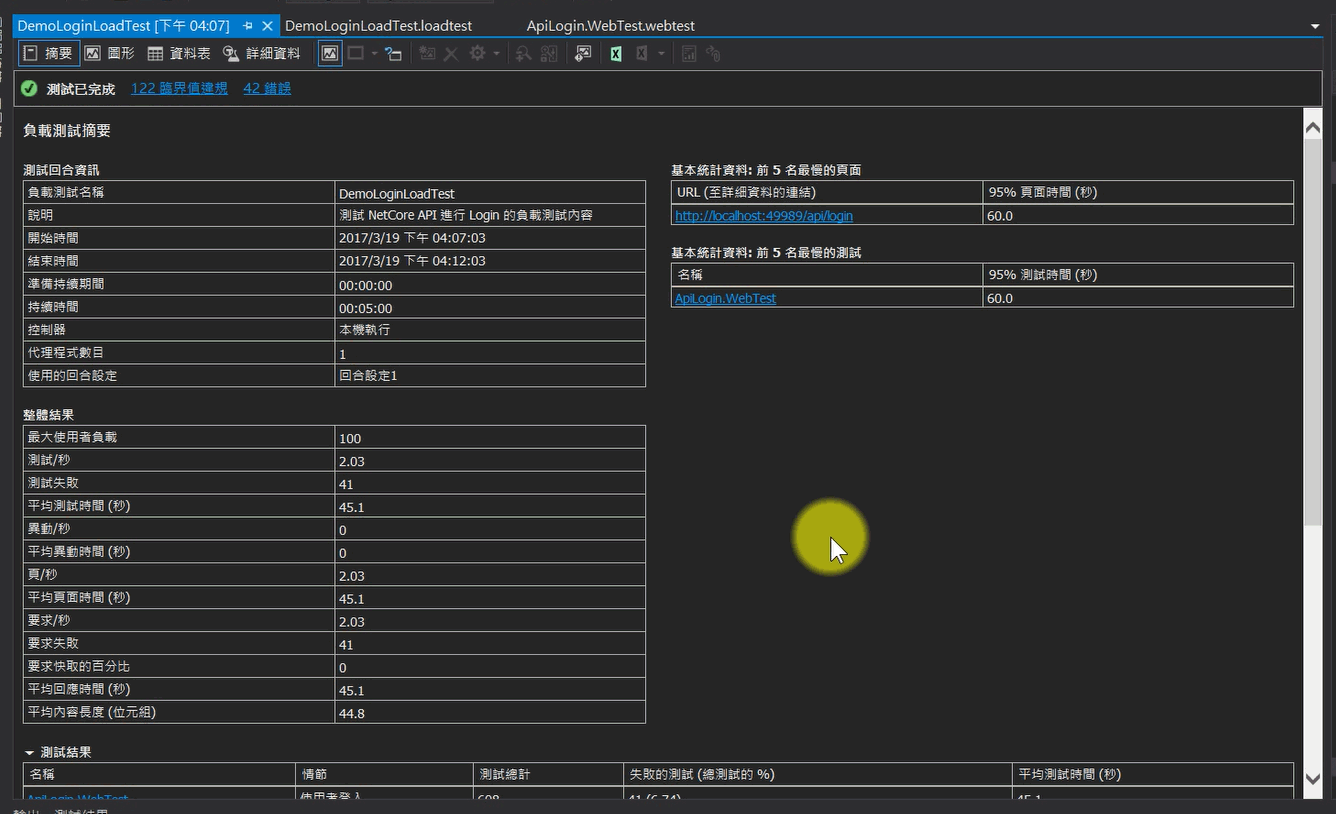 DemoLoginLoadTest [下午 04:07] DemoLoginLoadTest.loadtest ApiLogin.WebTest.webtest
摘要 圖形 資料表 詳細資料
測試已完成 122 臨界值違規 42 錯誤
負載測試摘要
測試回合資訊
負載測試名稱 DemoLoginLoadTest
說明 測試 NetCore API 進行 Login 的負載測試內容
開始時間 2017/3/19 下午 04:07:03
結束時間 2017/3/19 下午 04:12:03
準備持續期間 00:00:00
持續時間 00:05:00
控制器 本機執行
代理程式數目 1
使用的回合設定 回合設定1
基本統計資料: 前 5 名最慢的頁面
URL (至詳細資料的連結) 95% 頁面時間 (秒)
http://localhost:49989/api/login 60.0
基本統計資料: 前 5 名最慢的測試
名稱 95% 測試時間 (秒)
ApiLogin.WebTest 60.0
整體結果
最大使用者負載 100
測試/秒 2.03
測試失敗 41
平均測試時間 (秒) 45.1
異動/秒 0
平均異動時間 (秒) 0
頁/秒 2.03
平均頁面時間 (秒) 45.1
要求/秒 2.03
要求失敗 41
要求快取的百分比 0
平均回應時間 (秒) 45.1
平均內容長度 (位元組) 44.8
測試結果
名稱 情節 測試總計 失敗的測試 (總測試的 %) 平均測試時間 (秒)
ApiLogin.WebTest 使用者登入 608 41 (6.74) 45.1